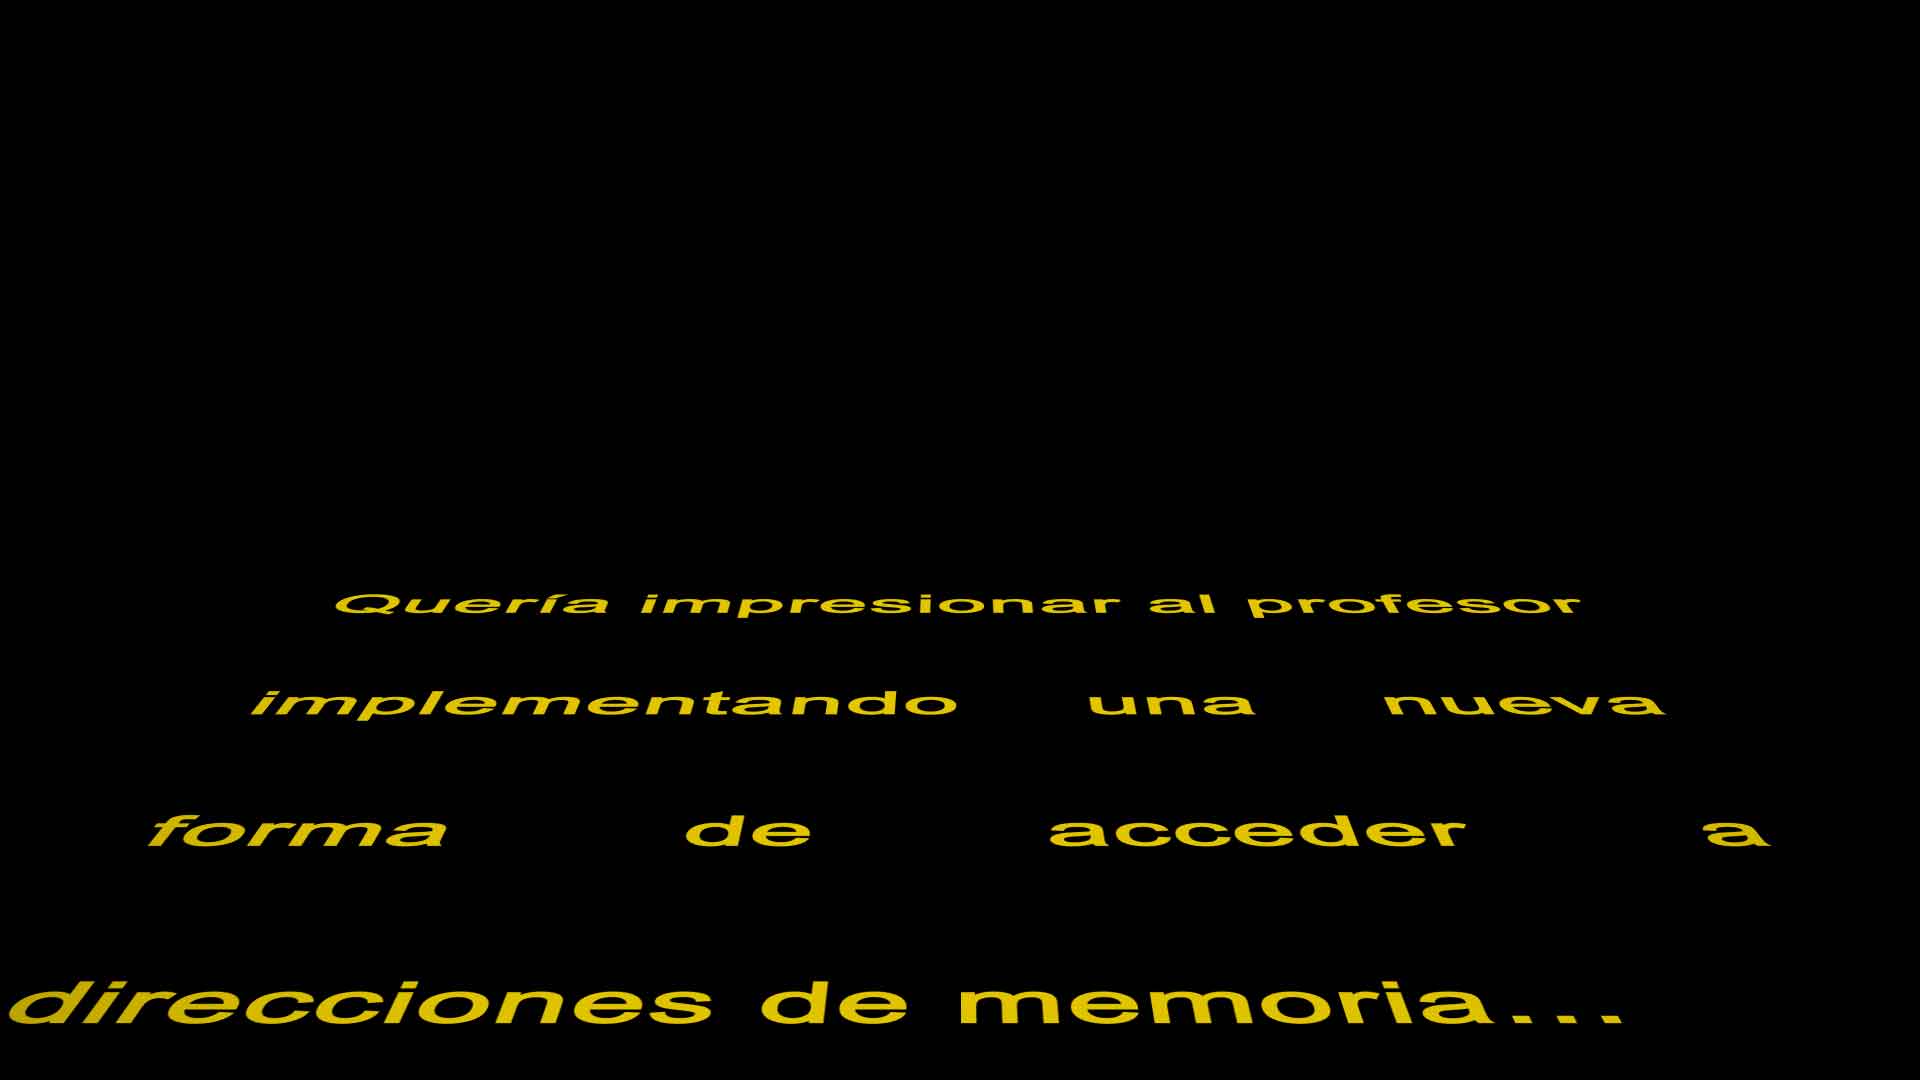 Quería impresionar al profesor
implementando una nueva
forma de acceder a
direcciones de memoria...